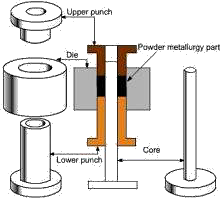 Upper punch
Die
Powder metallurgy part
Lower punch
Core